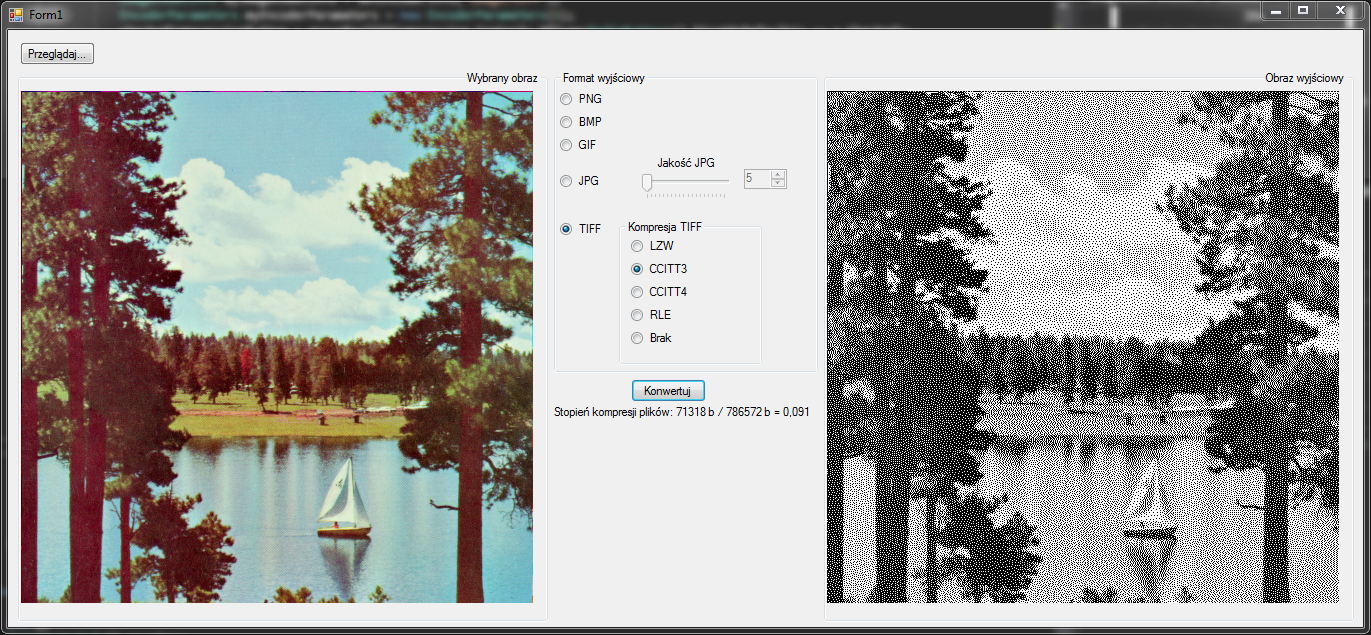 Form1
Przeglądaj...
Wybrany obraz
Format wyjściowy
PNG
BMP
GIF
Jakość JPG
JPG
5
TIFF
Kompresja TIFF
LZW
CCITT3
CCITT4
RLE
Brak
Konwertuj
Stopień kompresji plików: 71318 b / 786572 b = 0,091
Obraz wyjściowy